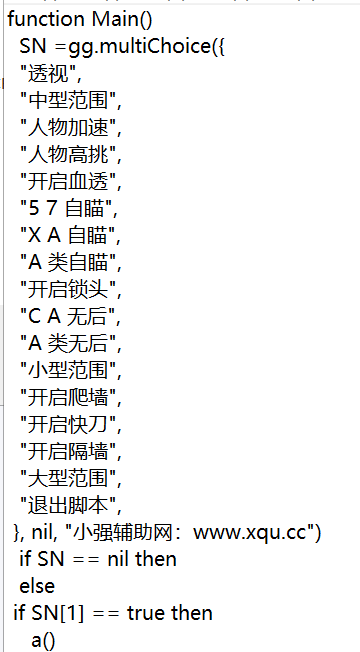 function Main()
SN =gg.multiChoice({
"透视",
"中型范围",
"人物加速",
"人物高挑",
"开启血透",
"5 7 自瞄",
"X A 自瞄",
"A 类自瞄",
"开启锁头",
"C A 无后",
"A 类无后",
"小型范围",
"开启爬墙",
"开启快刀",
"开启隔墙",
"大型范围",
"退出脚本",
}, nil, "小强辅助网：www.xqu.cc")
if SN == nil then
else
if SN[1] == true then
a()